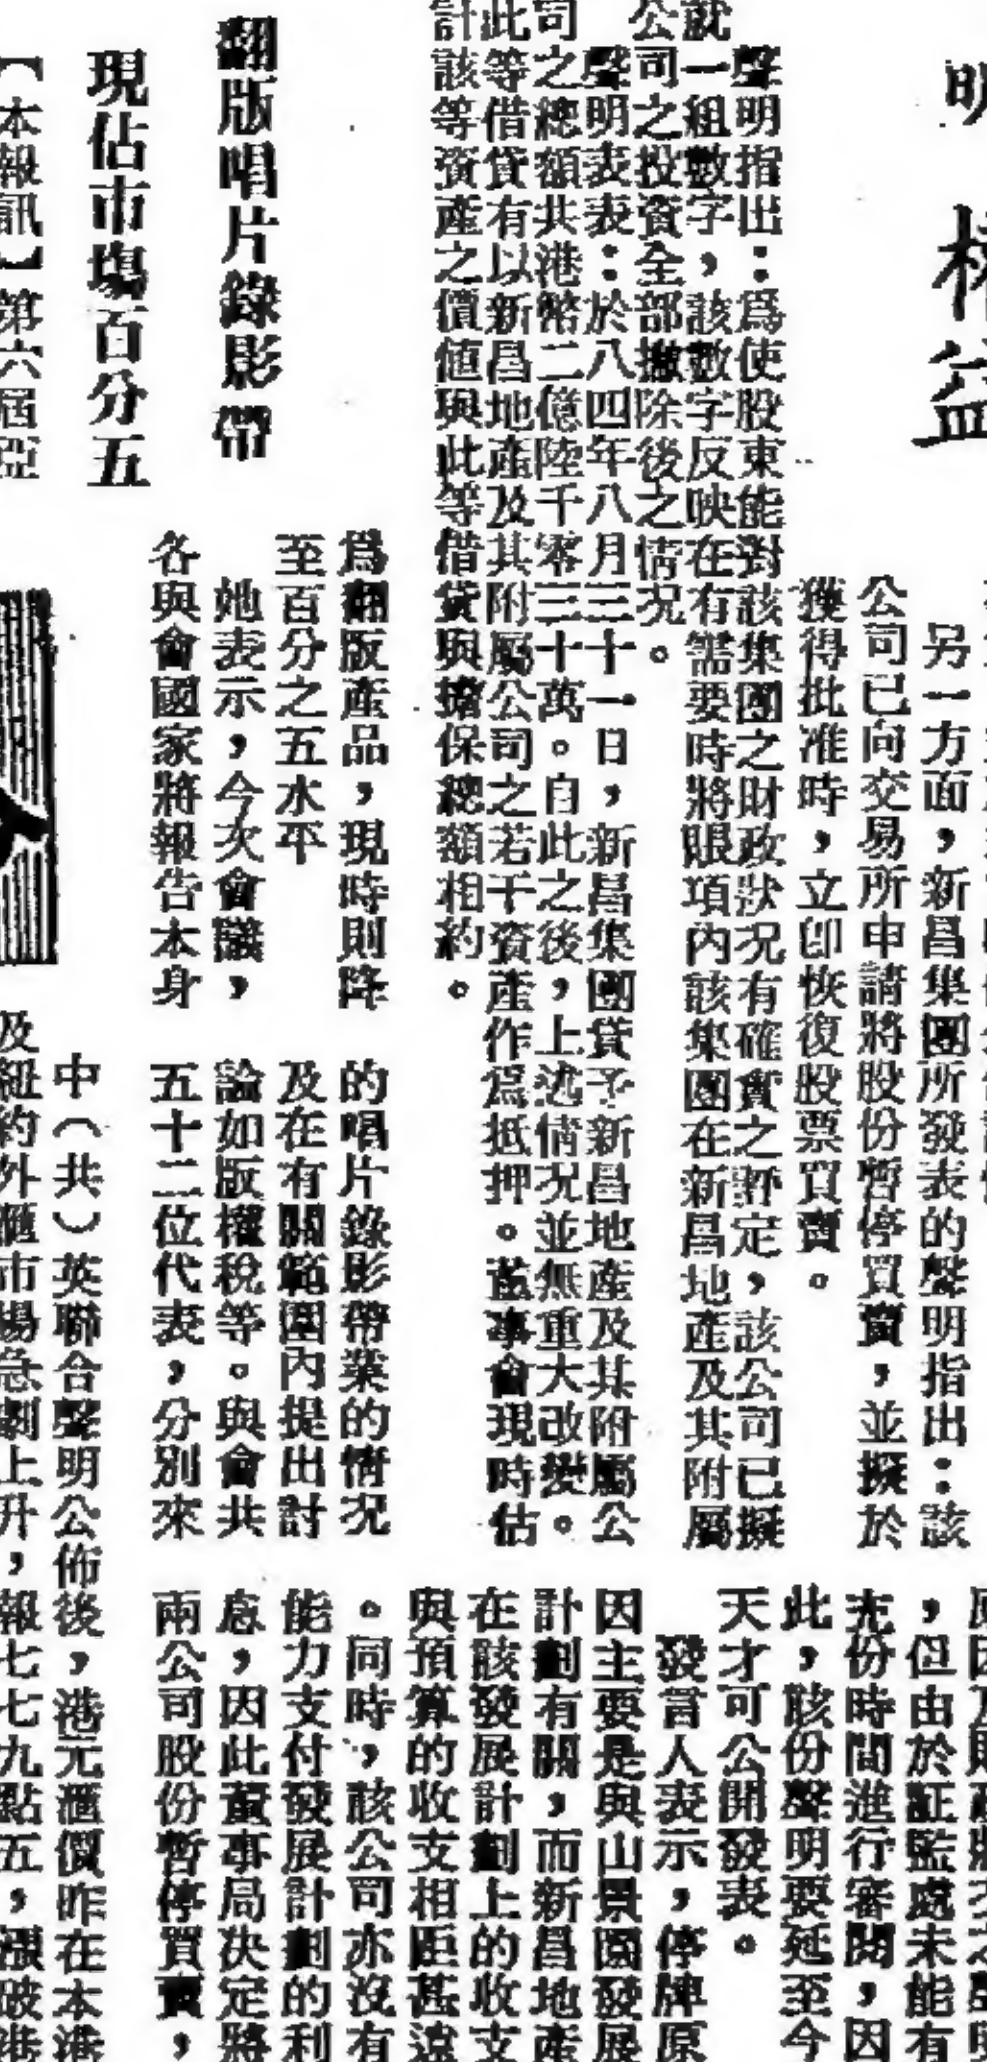 明
權益
另一方面，新昌集團所發表的聲明指出：該
公司已向交易所申請將股份暫停買賣，並擬於
獲得批准時，立卽恢復股票買賣。
聲明指出：爲使股東能對該集團之財政狀况有確實之評定，該公司已擬
就一組數字，該數字反映在有需要時將賬項內該集團在新昌地產及其附屬
公司之投資全部撇除後之情况。
聲明表表：於八四年八月三十一日，新昌集團貸予新昌地產及其附屬公
司之總額共港幣二億陸千零三十萬。自此之後，上述情况並無重大改變。
此等借貸有以新昌地產及其附屬公司之若干資產作爲抵押。董事會現時估
計該等資產之價値與此等借貸與擔保總額相約。
，但由於証監處未能有
充份時間進行審閱，因
此，該份聲明要延至今
天才可公開發表。
發言人表示，停牌原
因主要是與山景園發展
計劃有關，而新昌地產
在該發展計劃上的收支
與預算的收支相距甚遠
。同時，該公司亦沒有
能力支付發展計劃的利
息，因此董事局決定將
兩公司股份暫停買賣，
翻版唱片錄影帶
現佔市塲百分五
【本報訊】第六屆亞
爲翻版產品，現時則降
至百分之五水平
她表示，今次會議，
各與會國家將報告本身
的唱片錄影帶業的情况
及在有關範圍內提出討
論如版權稅等。與會共
五十二位代表，分別來
中（共）英聯合聲明公佈後，港元滙價昨在本港
及紐約外滙市場急劇上升，報七七九點五，漲破港